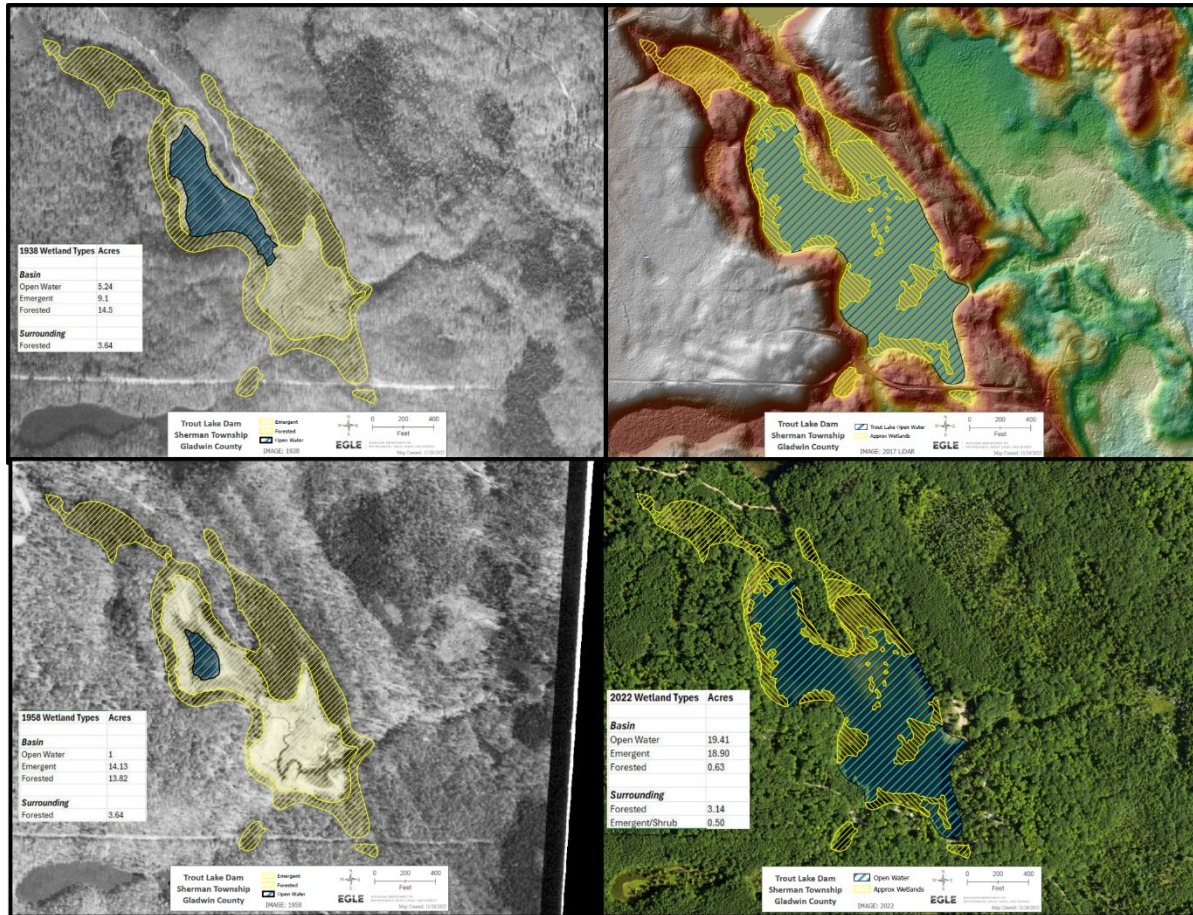 1938 Wetland Types Acres
Basin
Open Water 5.24
Emergent 9.1
Forested 14.5
Surrounding
Forested 3.64
Trout Lake Dam
Sherman Township
Gladwin County
Emergent
Forested
Open Water
IMAGE: 1938
N
EGLE
0 200 400
Feet
Trout Lake Dam
Sherman Township
Gladwin County
Trout Lake Open Water
Approx Wetlands
IMAGE: 2017 LiDAR
EGLE
0 200 400
Feet
1958 Wetland Types Acres
Basin
Open Water 1
Emergent 14.13
Forested 13.82
Surrounding
Forested 3.64
Trout Lake Dam
Sherman Township
Gladwin County
Emergent
Forested
Open Water
IMAGE: 1958
EGLE
0 200 400
Feet
2022 Wetland Types Acres
Basin
Open Water 19.41
Emergent 18.90
Forested 0.63
Surrounding
Forested 3.14
Emergent/Shrub 0.50
Trout Lake Dam
Sherman Township
Gladwin County
Open Water
Approx Wetlands
IMAGE: 2022
EGLE
0 200 400
Feet